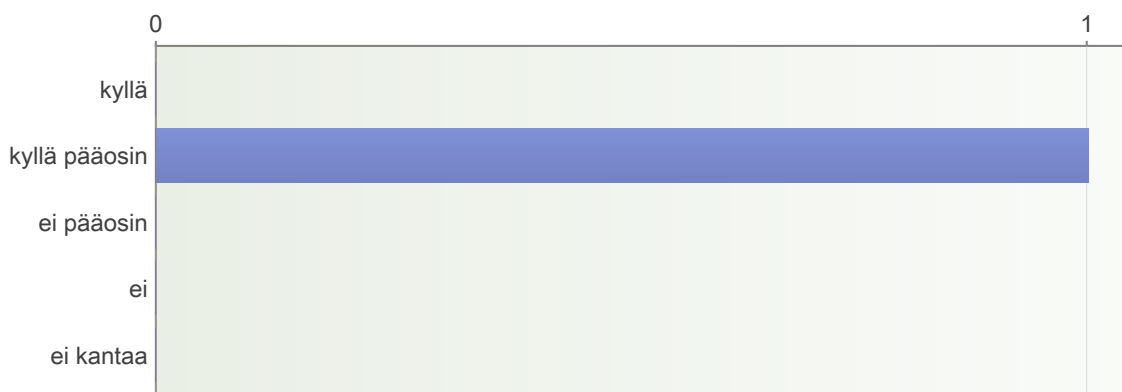 0 1
kyllä
kyllä pääosin
ei pääosin
ei
ei kantaa